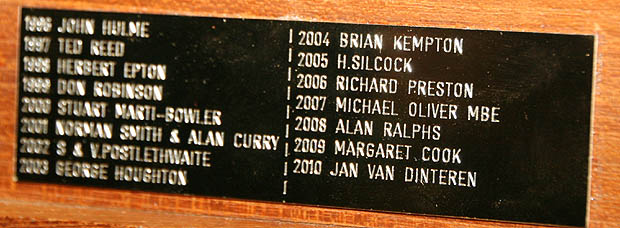 1996 JOHN HULME
1997 TED REED
1998 HERBERT EPTON
1999 DON ROBINSON
2000 STUART MARTI-BOWLER
2001 NORMAN SMITH & ALAN CURRY
2002 S & V.POSTLETHWAITE
2003 GEORGE HOUGHTON
2004 BRIAN KEMPTON
2005 H.SILCOCK
2006 RICHARD PRESTON
2007 MICHAEL OLIVER MBE
2008 ALAN RALPHS
2009 MARGARET COOK
2010 JAN VAN DINTEREN